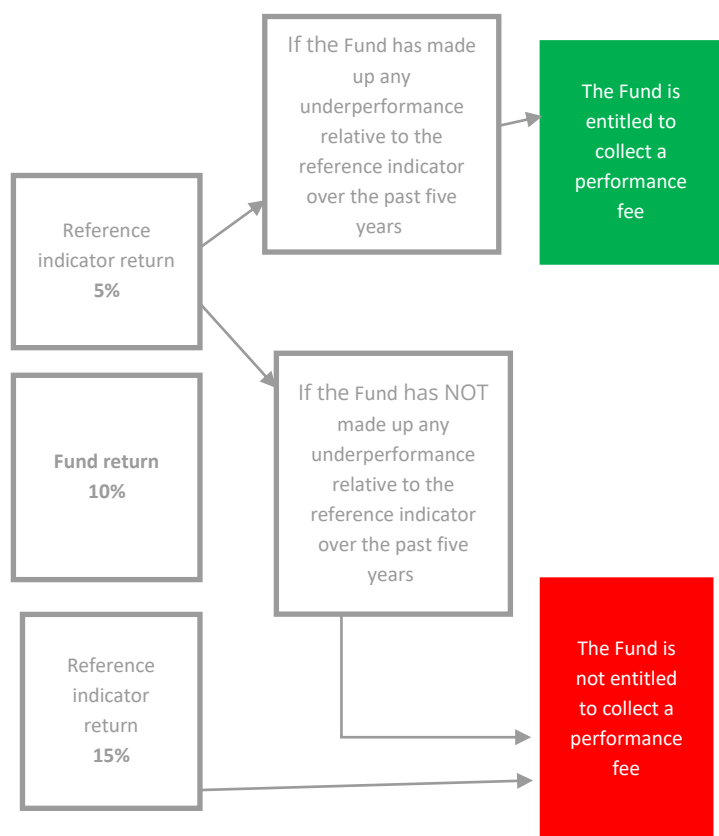 If the Fund has made
up any
underperformance
relative to the
reference indicator
over the past five
years
The Fund is
entitled to
collect a
performance
fee
Reference
indicator return
5%
If the Fund has NOT
made up any
underperformance
relative to the
reference indicator
over the past five
years
Fund return
10%
Reference
indicator
return
15%
The Fund is
not entitled
to collect a
performance
fee